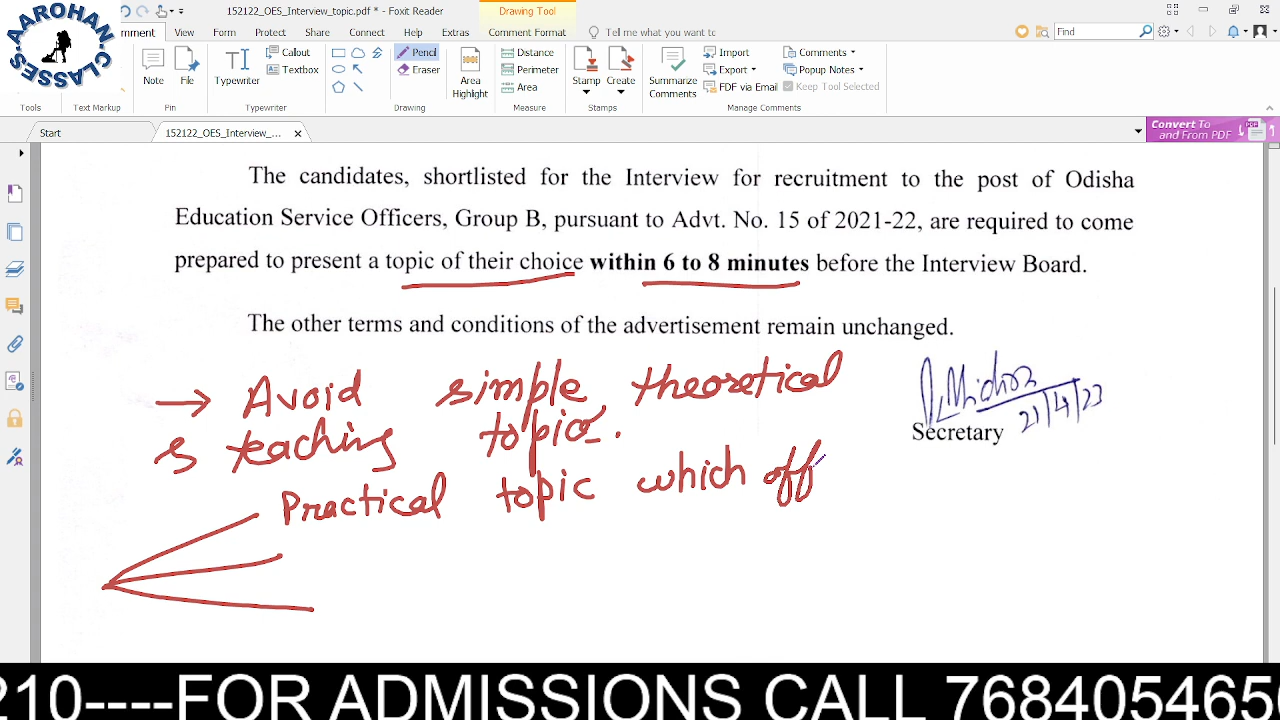 AAROHAN CLASSES
152122_OES_Interview_topic.pdf * - Foxit Reader
Drawing Tool
mment View Form Protect Share Connect Help Extras Comment Format Tell me what you want tc Find
Note File Typewriter Callout Textbox Pencil Eraser Area Highlight Distance Perimeter Area Stamp Create Summarize Comments Import Export FDF via Email Comments Popup Notes Keep Tool Selected
Tools Text Markup Pin Typewriter Drawing Measure Stamps Manage Comments
Start 152122_OES_Interview_... Convert To and From PDF PDF
The candidates, shortlisted for the Interview for recruitment to the post of Odisha
Education Service Officers, Group B, pursuant to Advt. No. 15 of 2021-22, are required to come
prepared to present a topic of their choice within 6 to 8 minutes before the Interview Board.
The other terms and conditions of the advertisement remain unchanged.
→ Avoid simple theoretical
teaching topic.
21/4/23
Secretary
Practical topic which off
210----FOR ADMISSIONS CALL 768405465